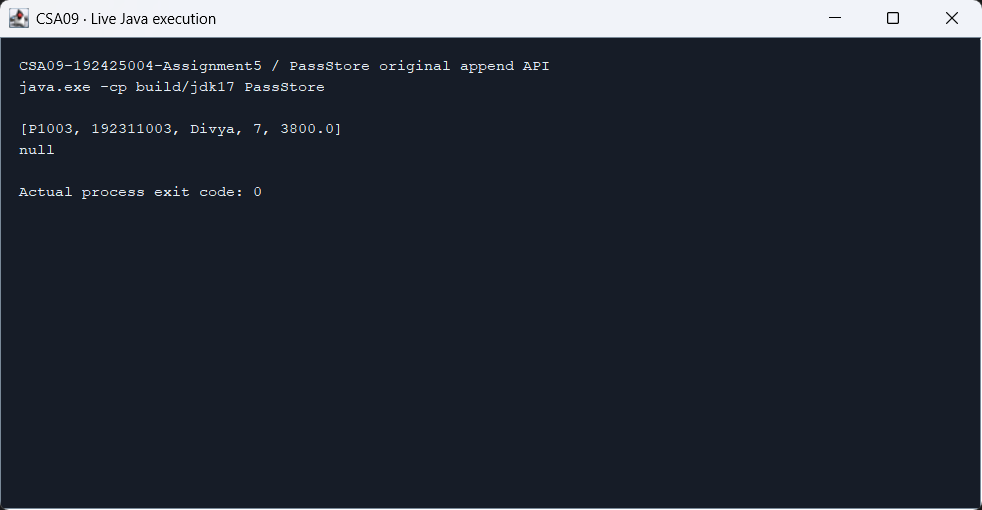 CSA09 · Live Java execution
CSA09-192425004-Assignment5 / PassStore original append API
java.exe -cp build/jdk17 PassStore
[P1003, 192311003, Divya, 7, 3800.0]
null
Actual process exit code: 0